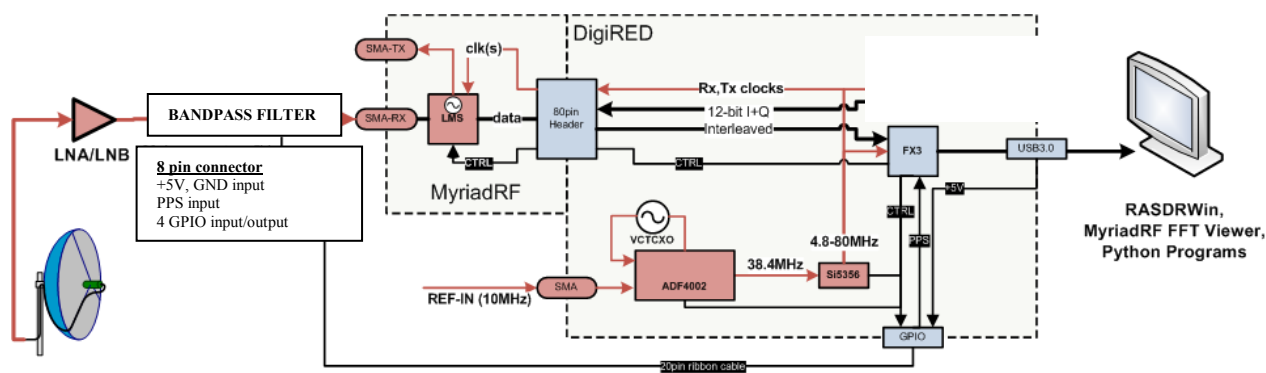 DigiRED
SMA-TX
clk(s)
Rx,Tx clocks
BANDPASS FILTER
SMA-RX
LMS
data
80pin
Header
12-bit I+Q
Interleaved
FX3
USB3.0
LNA/LNB
CTRL
CTRL
8 pin connector
+5V, GND input
PPS input
4 GPIO input/output
MyriadRF
+5V
CTRL
PPS
RASDRWin,
MyriadRF FFT Viewer,
Python Programs
VCTCXO
4.8-80MHz
38.4MHz
Si5356
ADF4002
SMA
REF-IN (10MHz)
GPIO
20pin ribbon cable